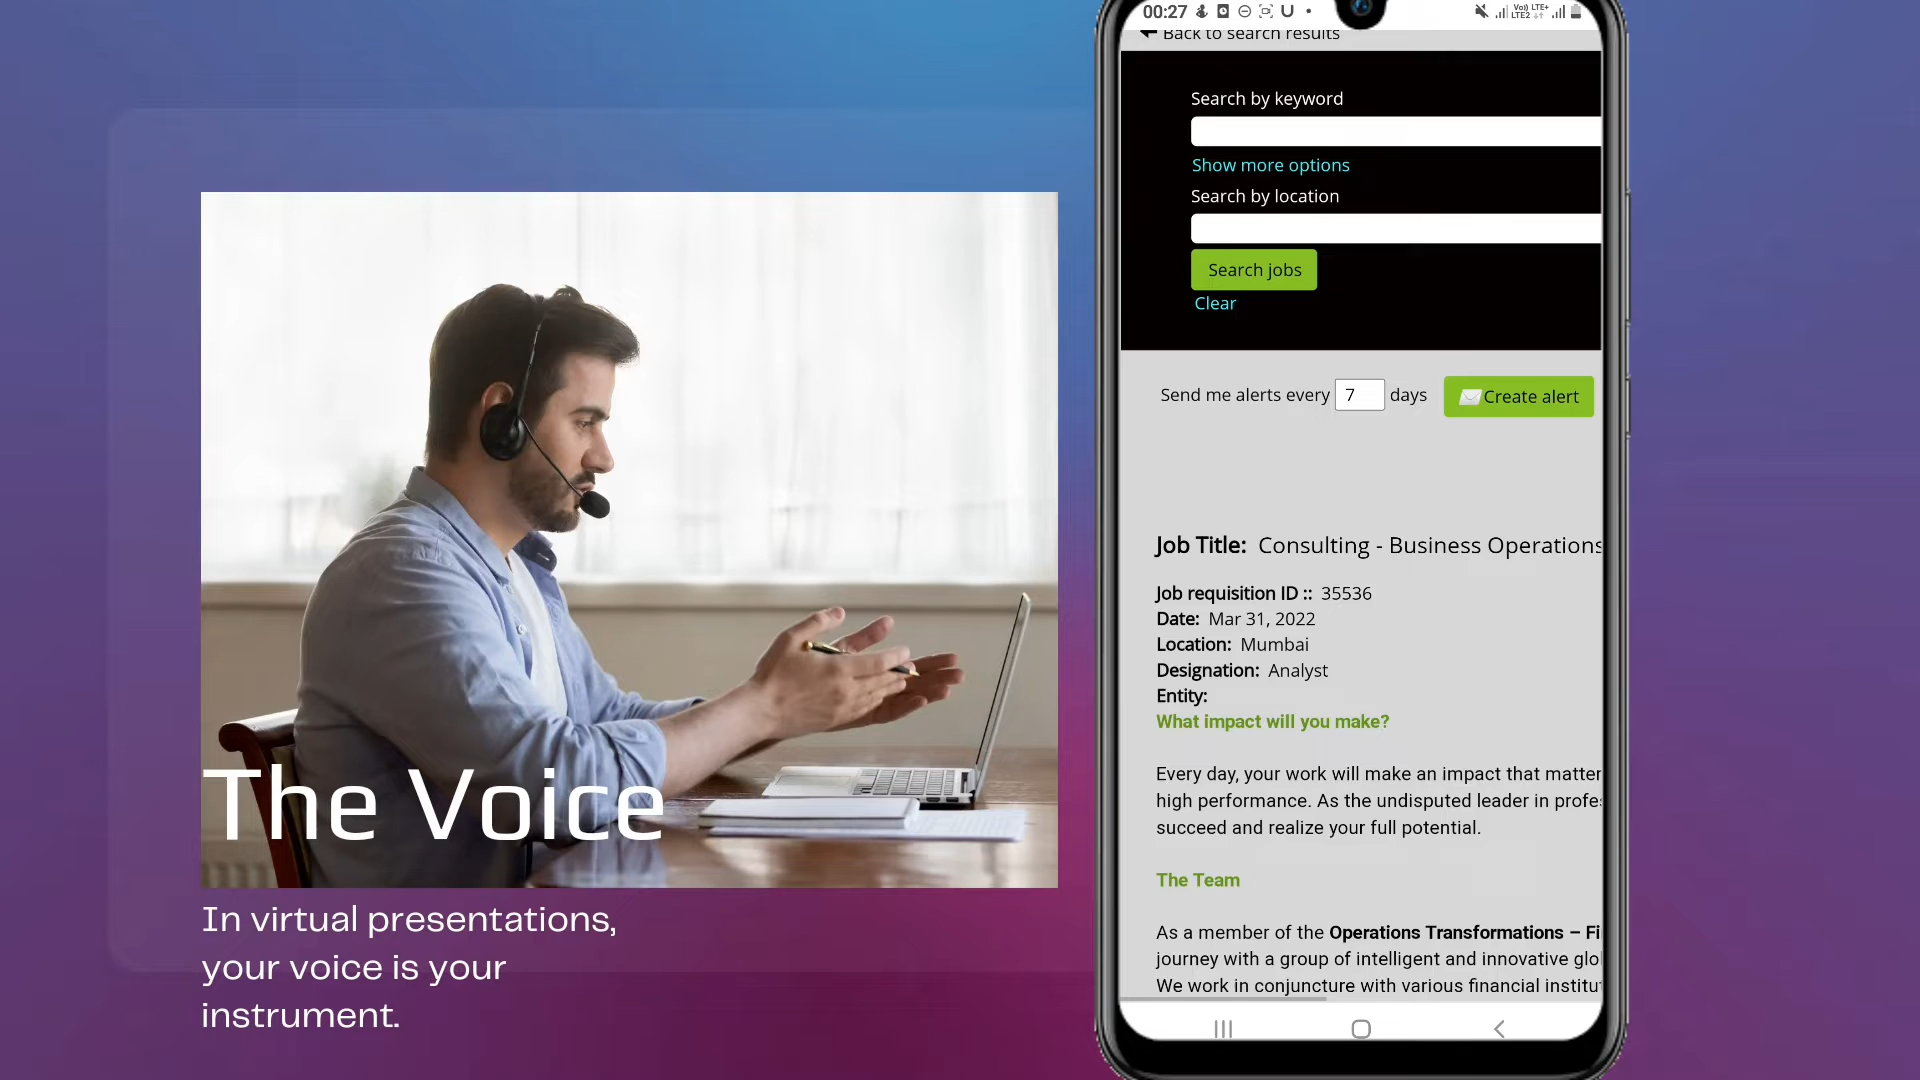 The Voice
In virtual presentations,
your voice is your
instrument.
00:27
Vo) LTE+
LTE2
Back to search results
Search by keyword
Show more options
Search by location
Search jobs
Clear
Send me alerts every 7 days
Create alert
Job Title: Consulting - Business Operations
Job requisition ID :: 35536
Date: Mar 31, 2022
Location: Mumbai
Designation: Analyst
Entity:
What impact will you make?
Every day, your work will make an impact that matter
high performance. As the undisputed leader in profes
succeed and realize your full potential.
The Team
As a member of the Operations Transformations – Fi
journey with a group of intelligent and innovative glo
We work in conjuncture with various financial institu